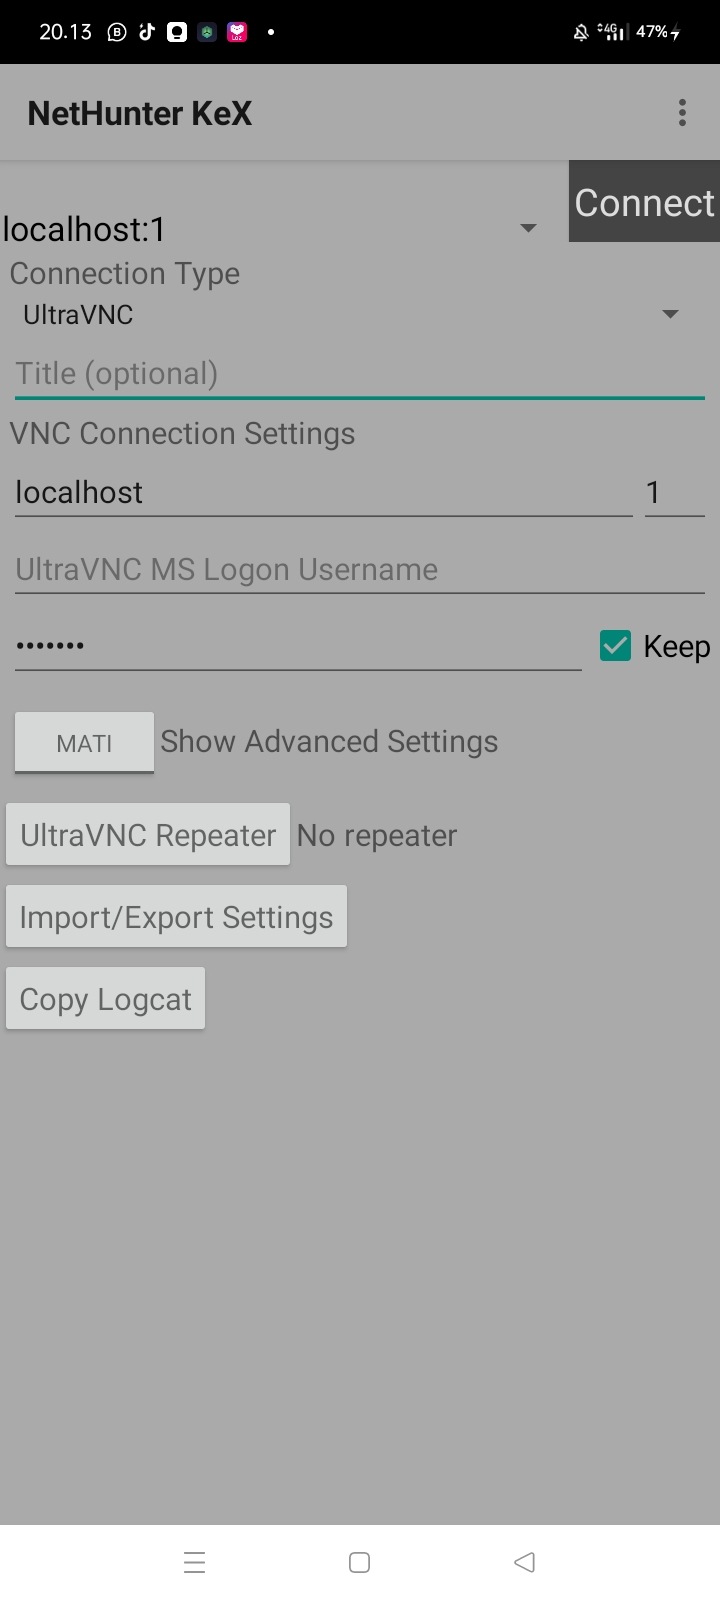 20.13
4G
47%
NetHunter KeX
Connect
localhost:1
Connection Type
UltraVNC
Title (optional)
VNC Connection Settings
localhost 1
UltraVNC MS Logon Username
•••••••
Keep
MATI Show Advanced Settings
UltraVNC Repeater No repeater
Import/Export Settings
Copy Logcat